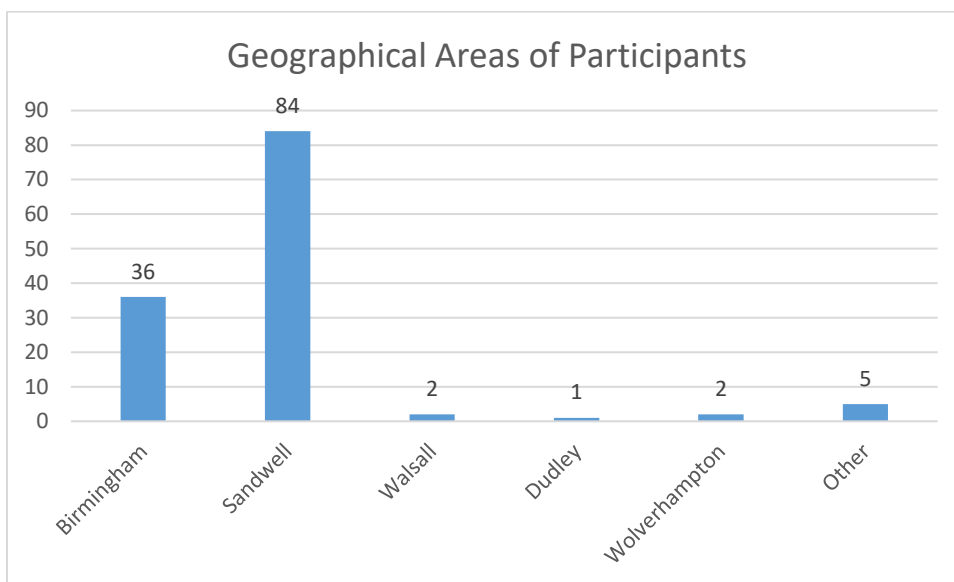 Geographical Areas of Participants
90
80
70
60
50
40
30
20
10
0
36
84
2
1
2
5
Birmingham
Sandwell
Walsall
Dudley
Wolverhampton
Other